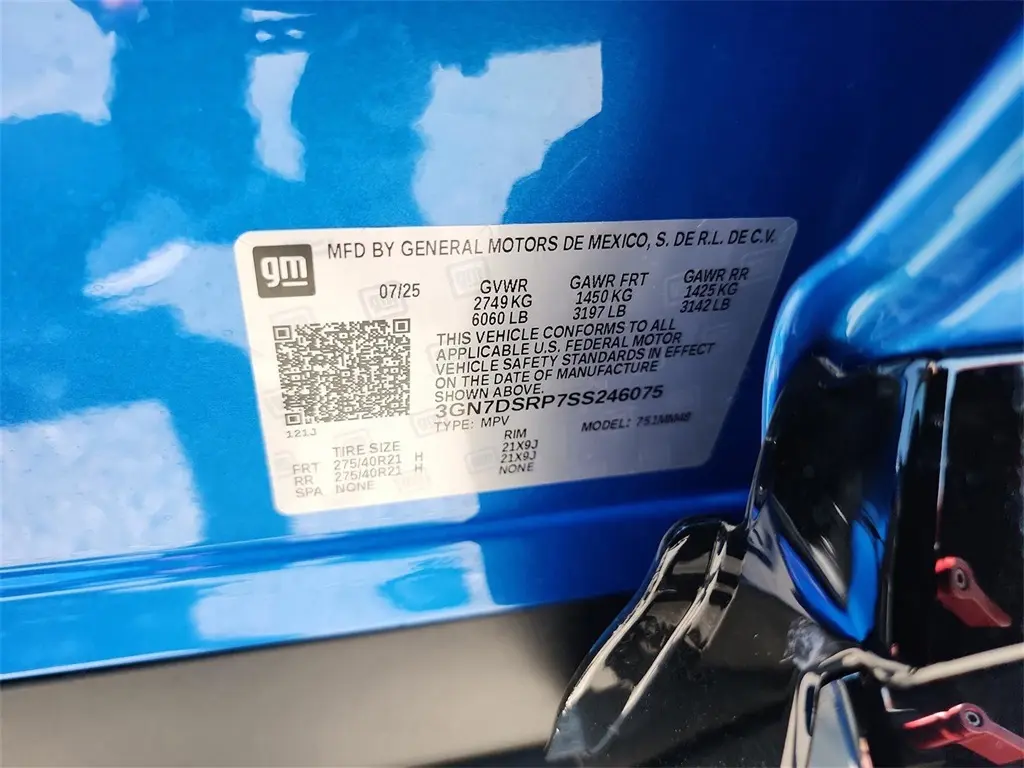 gm
MFD BY GENERAL MOTORS DE MEXICO, S. DE R.L. DE C.V.
07/25
GVWR
2749 KG
6060 LB
GAWR FRT
1450 KG
3197 LB
GAWR RR
1425 KG
3142 LB
THIS VEHICLE CONFORMS TO ALL
APPLICABLE U.S. FEDERAL MOTOR
VEHICLE SAFETY STANDARDS IN EFFECT
ON THE DATE OF MANUFACTURE
SHOWN ABOVE.
3GN7DSRP7SS246075
TYPE: MPV MODEL:
121J
TIRE SIZE RIM
FRT 275/40R21 H 21X9J
RR 275/40R21 H 21X9J
SPA NONE NONE